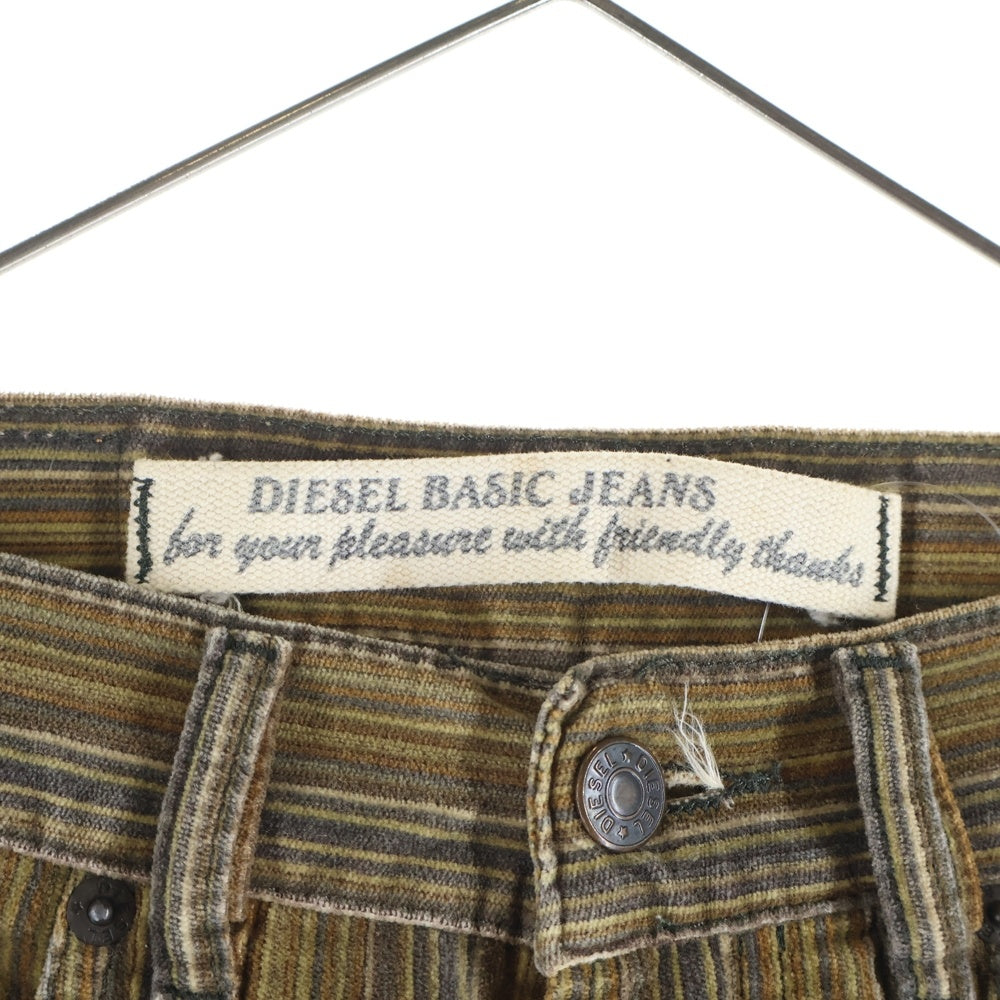 DIESEL BASIC JEANS
for your pleasure with friendly thanks
DIESEL ★ DIESEL ★